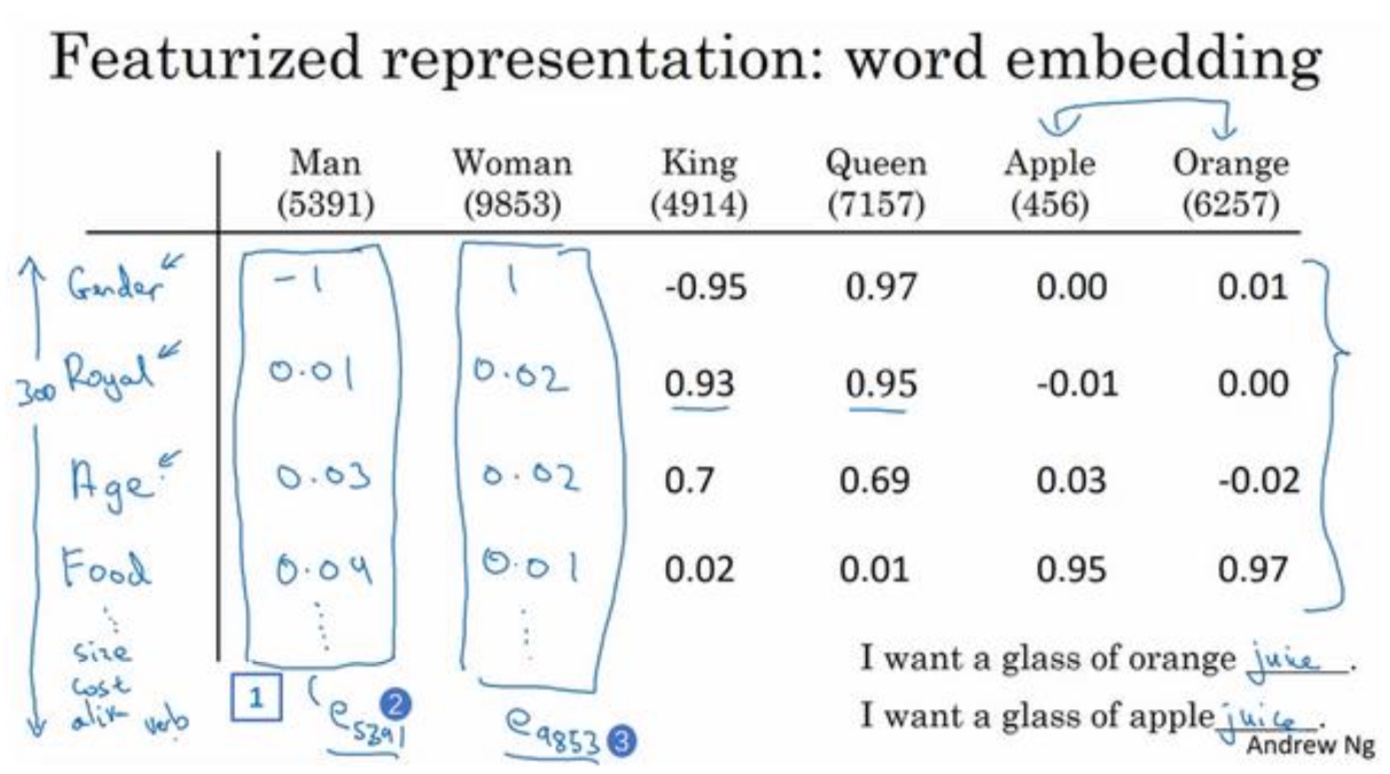 Featurized representation: word embedding
Man Woman King Queen Apple Orange
(5391) (9853) (4914) (7157) (456) (6257)
Gender -1 1 -0.95 0.97 0.00 0.01
300 Royal 0.01 0.02 0.93 0.95 -0.01 0.00
Age 0.03 0.02 0.7 0.69 0.03 -0.02
Food 0.04 0.01 0.02 0.01 0.95 0.97
size
cost
alive verb
1
e5391 2
e9853 3
I want a glass of orange juice.
I want a glass of apple juice.
Andrew Ng